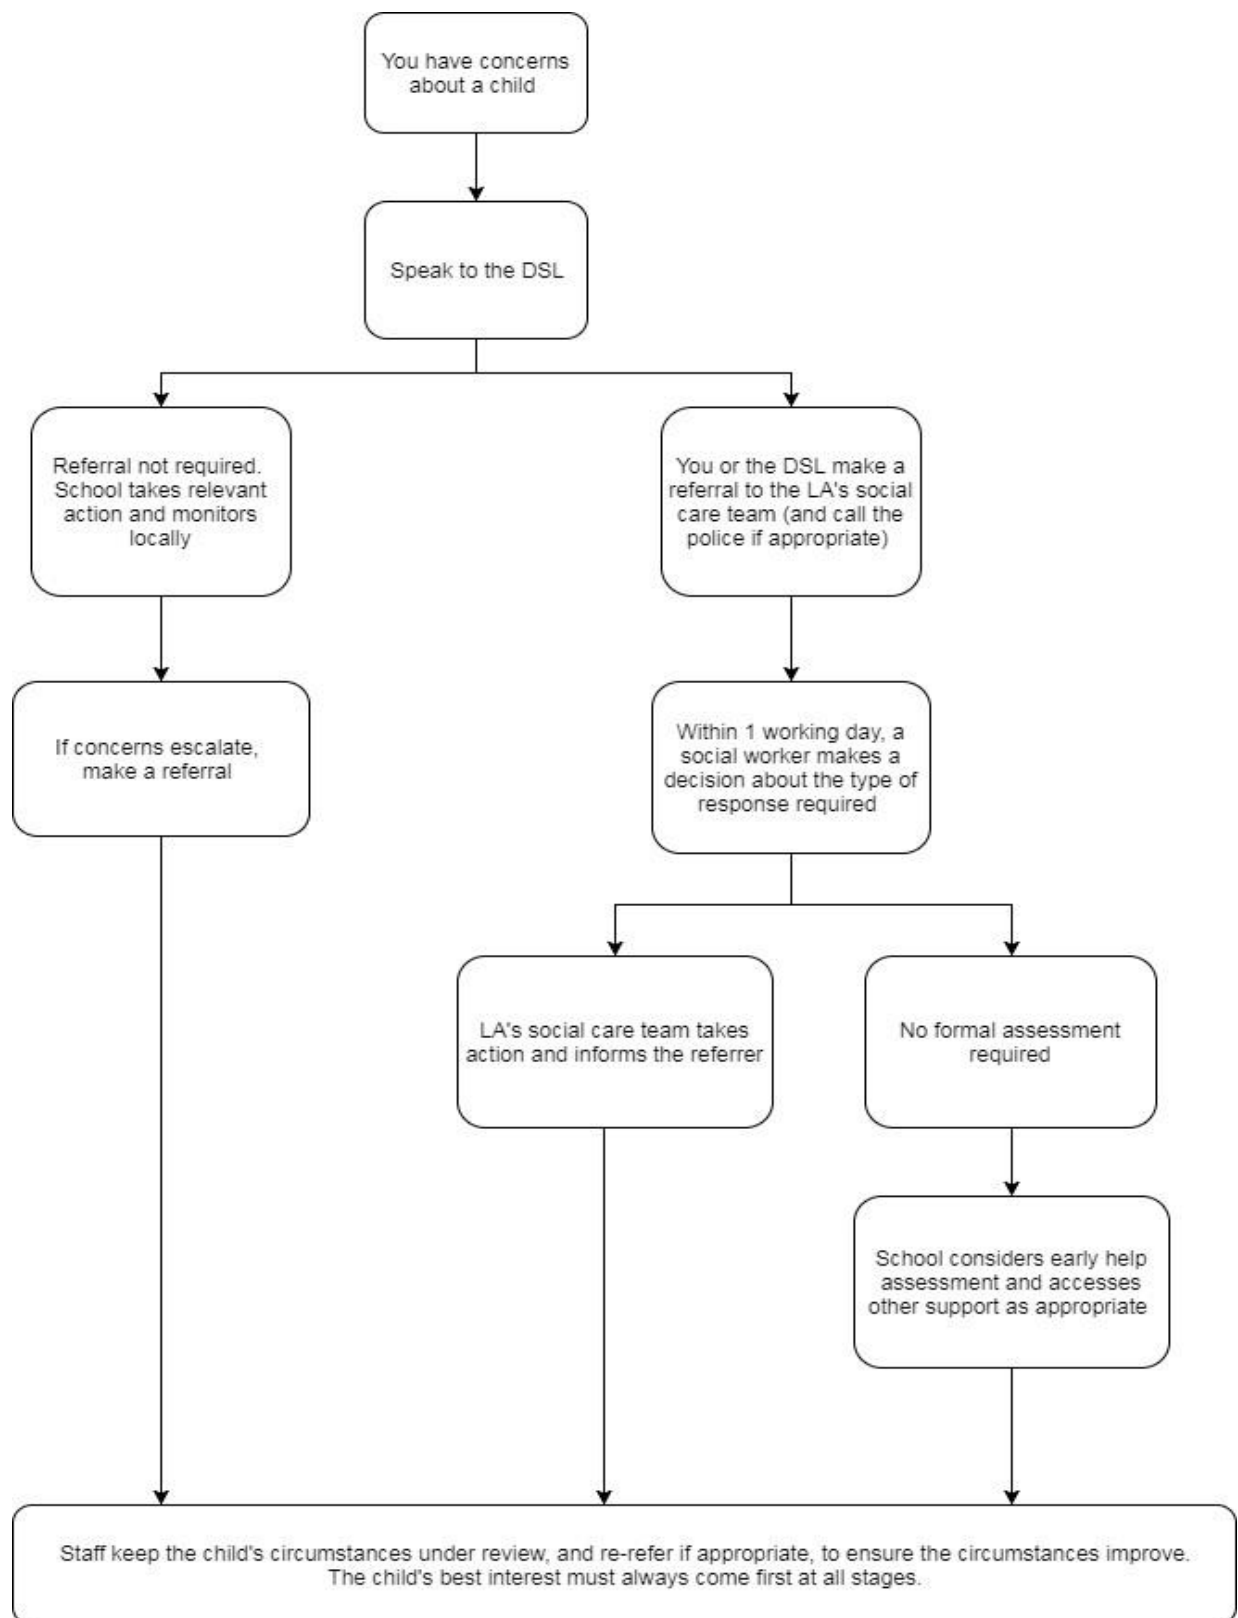 You have concerns
about a child
Speak to the DSL
Referral not required.
School takes relevant
action and monitors
locally
You or the DSL make a
referral to the LA's social
care team (and call the
police if appropriate)
If concerns escalate,
make a referral
Within 1 working day, a
social worker makes a
decision about the type of
response required
LA's social care team takes
action and informs the referrer
No formal assessment
required
School considers early help
assessment and accesses
other support as appropriate
Staff keep the child's circumstances under review, and re-refer if appropriate, to ensure the circumstances improve.
The child's best interest must always come first at all stages.